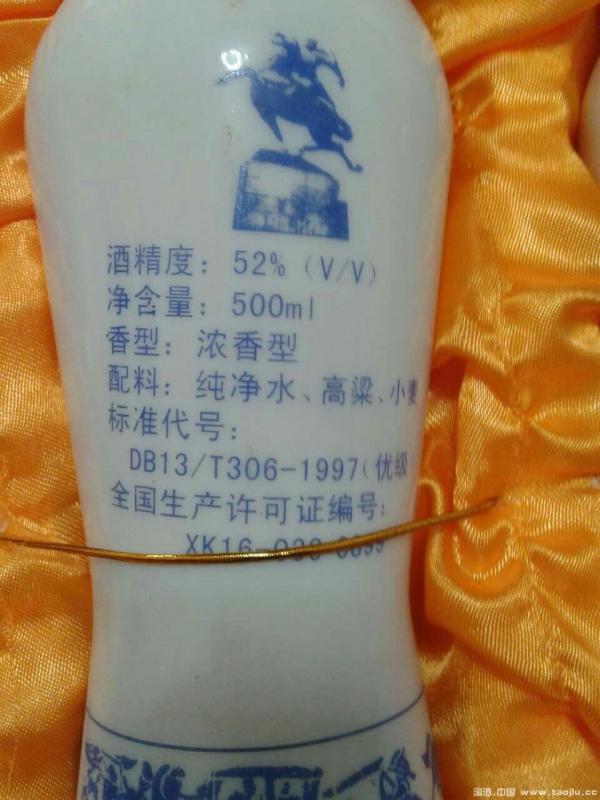 酒精度：52%（V/V）
净含量：500ml
香型：浓香型
配料：纯净水、高粱、小麦
标准代号：
DB13/T306-1997（优级
全国生产许可证编号：
XK16-
淘酒.中国 www.taojiu.cc